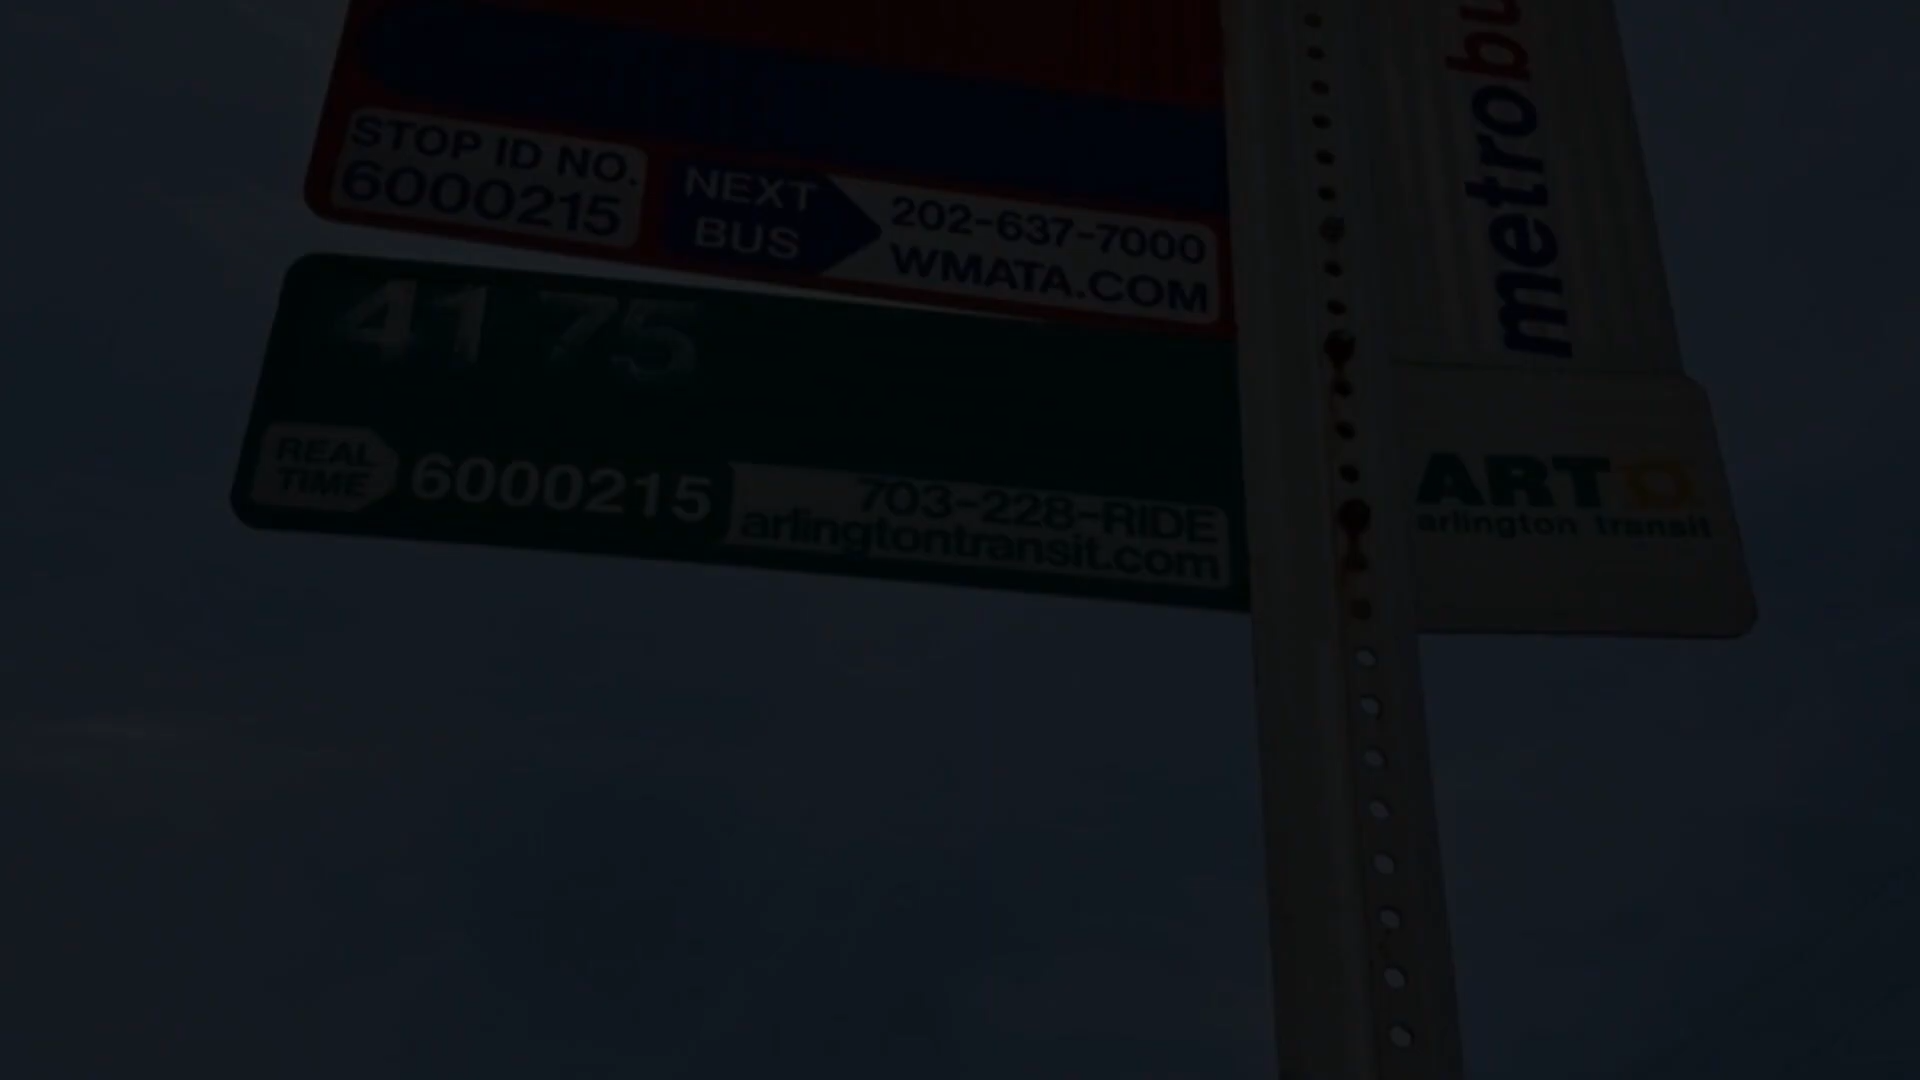 STOP ID NO.
6000215
NEXT
BUS
202-637-7000
WMATA.COM
41 75
REAL
TIME
6000215
703-228-RIDE
arlingtontransit.com
metrobu
ART
arlington transit